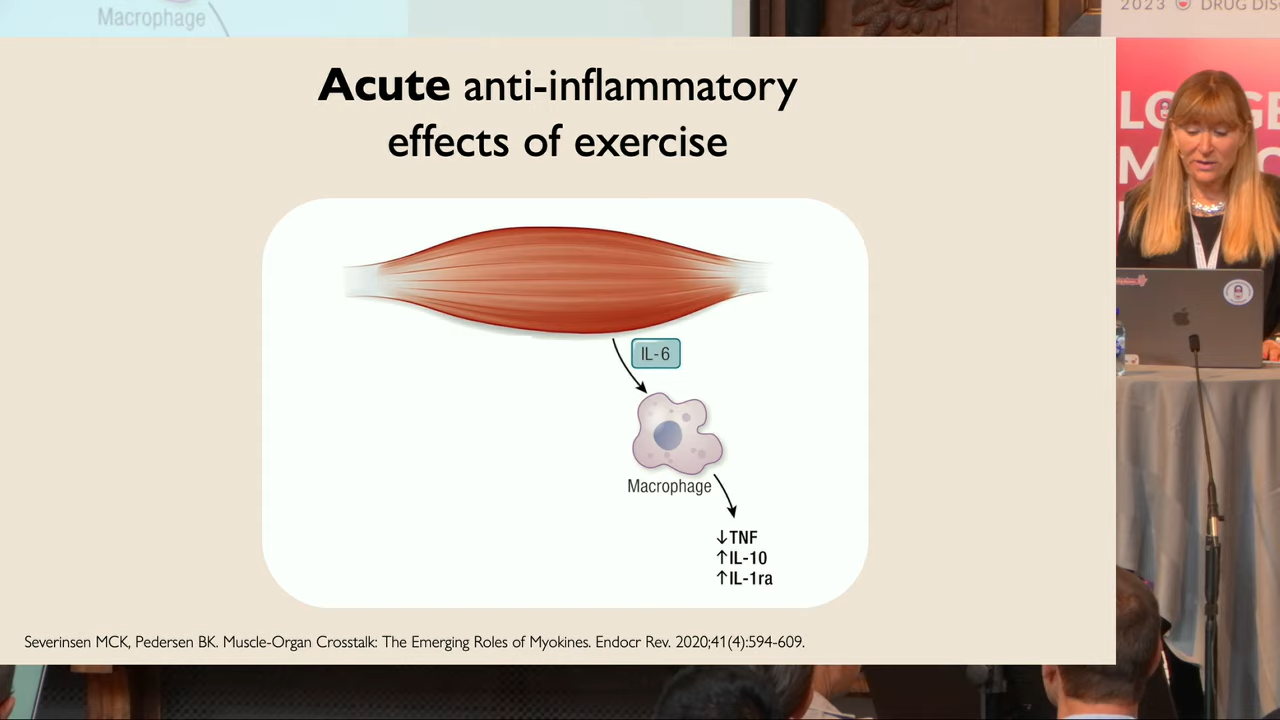 Macrophage
2023 DRUG DIS
Acute anti-inflammatory
effects of exercise
IL-6
Macrophage
↓TNF
↑IL-10
↑IL-1ra
Severinsen MCK, Pedersen BK. Muscle-Organ Crosstalk: The Emerging Roles of Myokines. Endocr Rev. 2020;41(4):594-609.